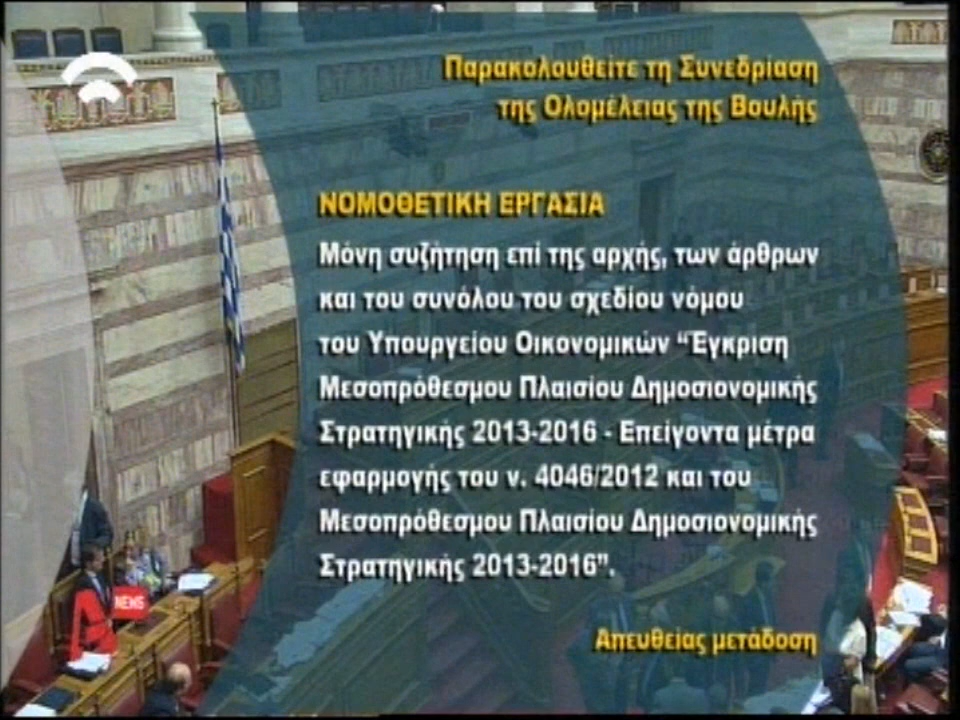 Παρακολουθείτε τη Συνεδρίαση
της Ολομέλειας της Βουλής
ΝΟΜΟΘΕΤΙΚΗ ΕΡΓΑΣΙΑ
Μόνη συζήτηση επί της αρχής, των άρθρων
και του συνόλου του σχεδίου νόμου
του Υπουργείου Οικονομικών “Έγκριση
Μεσοπρόθεσμου Πλαισίου Δημοσιονομικής
Στρατηγικής 2013-2016 - Επείγοντα μέτρα
εφαρμογής του ν. 4046/2012 και του
Μεσοπρόθεσμου Πλαισίου Δημοσιονομικής
Στρατηγικής 2013-2016”.
NEWS
Απευθείας μετάδοση